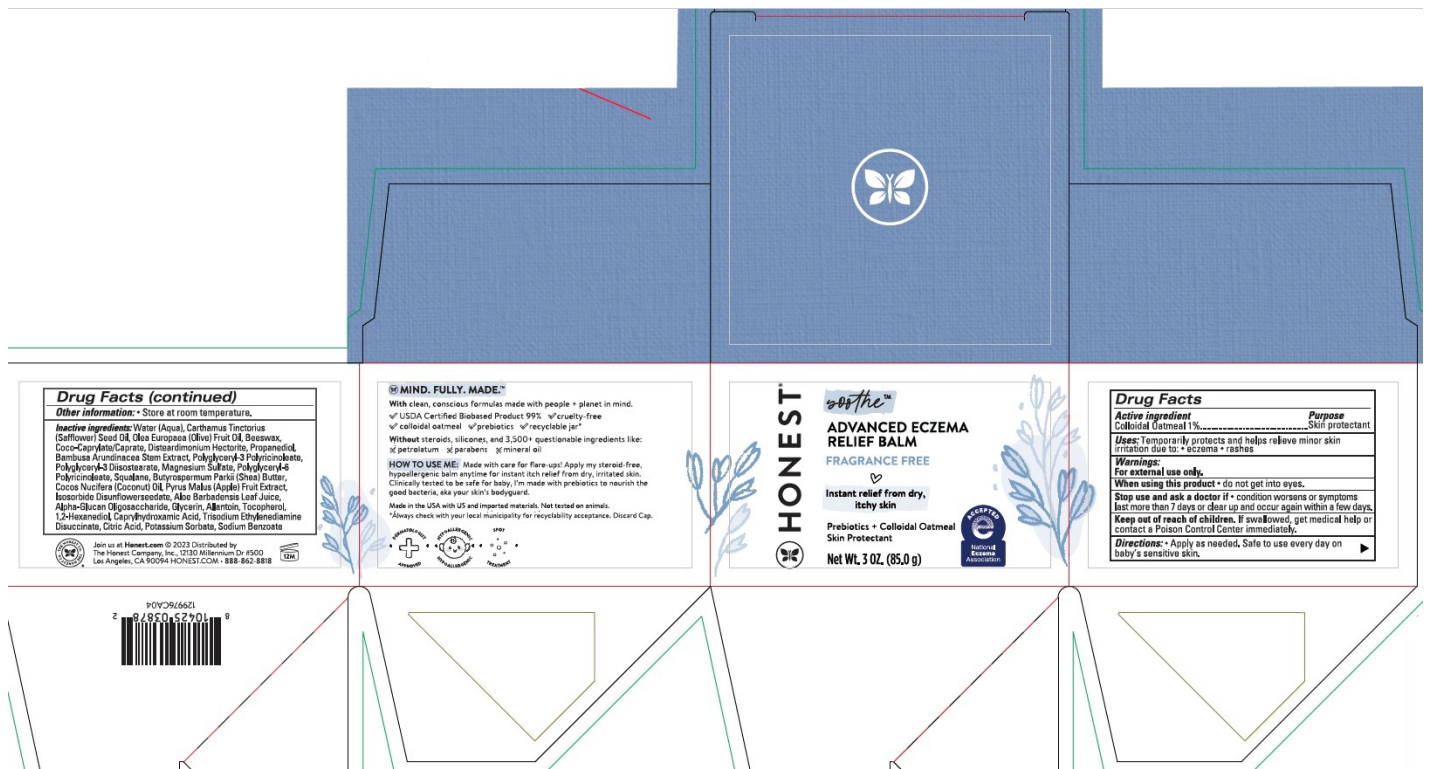 Drug Facts (continued)
Other information: • Store at room temperature.
Inactive ingredients: Water (Aqua), Carthamus Tinctorius
(Safflower) Seed Oil, Olea Europaea (Olive) Fruit Oil, Beeswax,
Coco-Caprylate/Caprate, Disteardimonium Hectorite, Propanediol,
Bambusa Arundinacea Stem Extract, Polyglyceryl-3 Polyricinoleate,
Polyglyceryl-3 Diisostearate, Magnesium Sulfate, Polyglyceryl-6
Polyricinoleate, Squalane, Butyrospermum Parkii (Shea) Butter,
Cocos Nucifera (Coconut) Oil, Pyrus Malus (Apple) Fruit Extract,
Isosorbide Disunflowerseedate, Aloe Barbadensis Leaf Juice,
Alpha-Glucan Oligosaccharide, Glycerin, Allantoin, Tocopherol,
1,2-Hexanediol, Caprylhydroxamic Acid, Trisodium Ethylenediamine
Disuccinate, Citric Acid, Potassium Sorbate, Sodium Benzoate
Join us at Honest.com © 2023 Distributed by
The Honest Company, Inc., 12130 Millennium Dr #500
Los Angeles, CA 90094 HONEST.COM • 888-862-8818
12M
MIND. FULLY. MADE.™
With clean, conscious formulas made with people + planet in mind.
USDA Certified Biobased Product 99% cruelty-free
colloidal oatmeal prebiotics recyclable jar*
Without steroids, silicones, and 3,500+ questionable ingredients like:
petrolatum parabens mineral oil
HOW TO USE ME: Made with care for flare-ups! Apply my steroid-free,
hypoallergenic balm anytime for instant itch relief from dry, irritated skin.
Clinically tested to be safe for baby, I'm made with prebiotics to nourish the
good bacteria, aka your skin's bodyguard.
Made in the USA with US and imported materials. Not tested on animals.
*Always check with your local municipality for recyclability acceptance. Discard Cap.
DERMATOLOGIST
APPROVED
HYPOALLERGENIC
HYPOALLERGENIC
SPOT
TREATMENT
HONEST®
soothe™
ADVANCED ECZEMA
RELIEF BALM
FRAGRANCE FREE
Instant relief from dry,
itchy skin
Prebiotics + Colloidal Oatmeal
Skin Protectant
Net Wt. 3 OZ. (85.0 g)
ACCEPTED
e
National
Eczema
Association
Drug Facts
Active ingredient Purpose
Colloidal Oatmeal 1% Skin protectant
Uses: Temporarily protects and helps relieve minor skin
irritation due to: • eczema • rashes
Warnings:
For external use only.
When using this product • do not get into eyes.
Stop use and ask a doctor if • condition worsens or symptoms
last more than 7 days or clear up and occur again within a few days.
Keep out of reach of children. If swallowed, get medical help or
contact a Poison Control Center immediately.
Directions: • Apply as needed. Safe to use every day on
baby's sensitive skin.
8 10425 03878 2
129976CA04